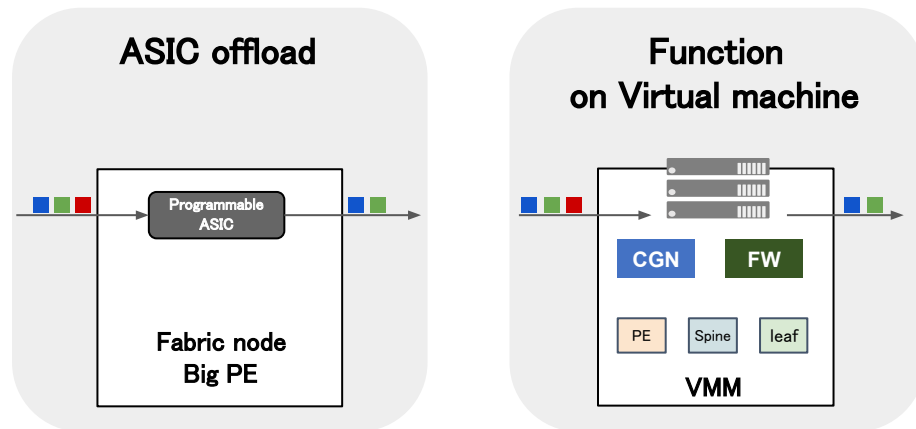 ASIC offload
Programmable
ASIC
Fabric node
Big PE
Function
on Virtual machine
CGN
FW
PE
Spine
leaf
VMM